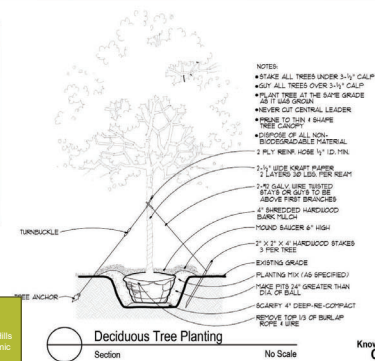 NOTES:
• STAKE ALL TREES UNDER 3-½" CALP
• GUY ALL TREES OVER 3-½" CALP
• PLANT TREE AT THE SAME GRADE
AS IT WAS GROWN
• NEVER CUT CENTRAL LEADER
• PRUNE TO THIN & SHAPE
TREE CANOPY
• DISPOSE OF ALL NON-
BIODEGRADABLE MATERIAL
2 PLY REINF. HOSE ½" I.D. MIN.
2-½" WIDE KRAFT PAPER
2 LAYERS 30 LBS. PER REAM
GALV. WIRE TWISTED
STAYS OR GUYS TO BE
ABOVE FIRST BRANCHES
4" SHREDDED HARDWOOD
BARK MULCH
MOUND SAUCER 6" HIGH
2" X 2" X 4' HARDWOOD STAKES
3 PER TREE
EXISTING GRADE
PLANTING MIX (AS SPECIFIED)
MAKE PITS 24" GREATER THAN
DIA. OF BALL
SCARIFY 4" DEEP-RE-COMPACT
REMOVE TOP 1/3 OF BURLAP
ROPE & WIRE
TURNBUCKLE
TREE ANCHOR
Deciduous Tree Planting
Section No Scale